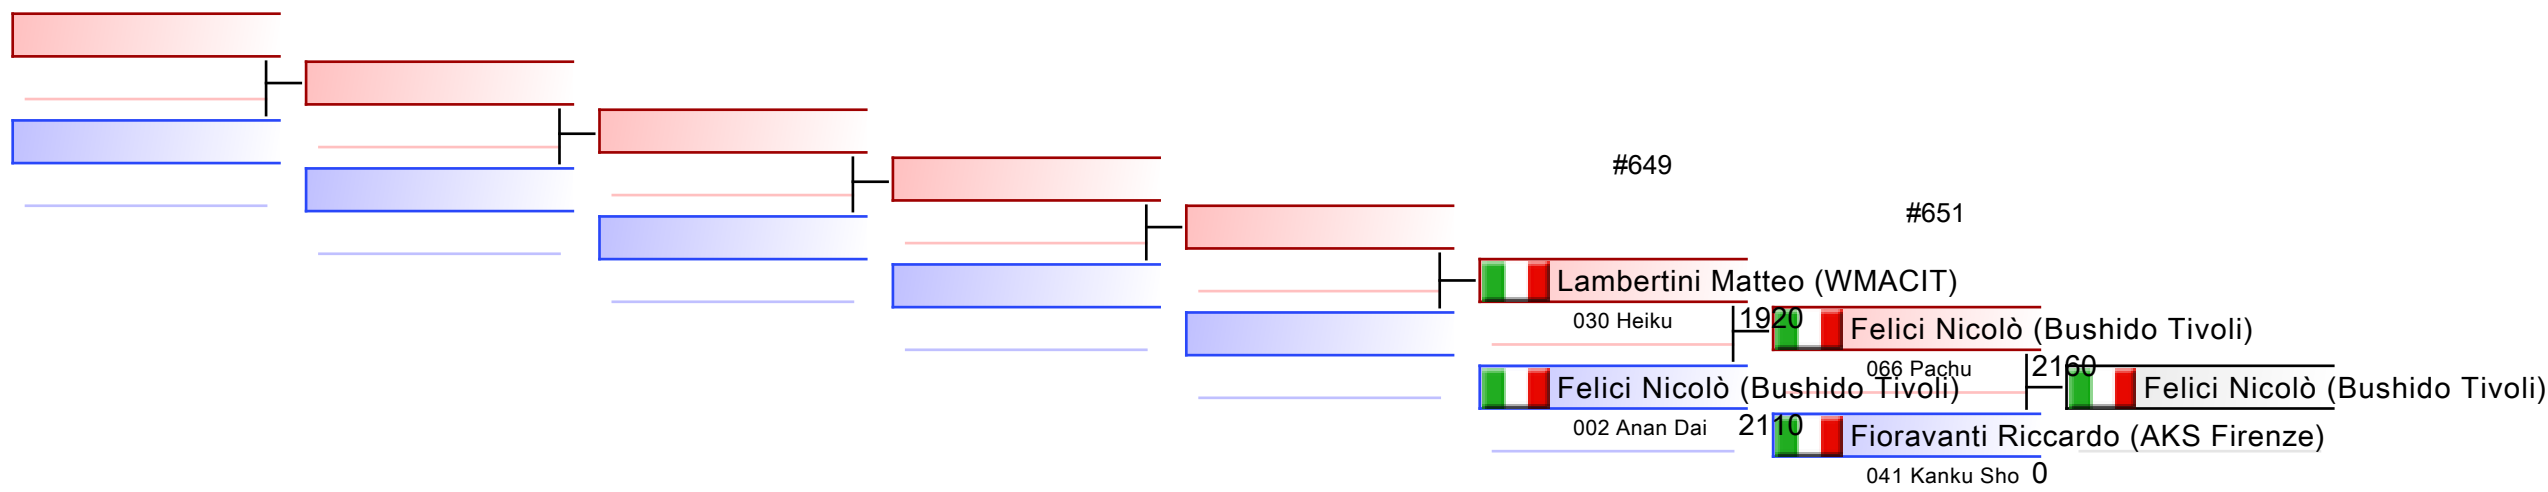 #649
#651
Lambertini Matteo (WMACIT)
030 Heiku 1920
Felici Nicolò (Bushido Tivoli)
066 Pachu 2160
Felici Nicolò (Bushido Tivoli)
Felici Nicolò (Bushido Tivoli)
002 Anan Dai 2110
Fioravanti Riccardo (AKS Firenze)
041 Kanku Sho 0